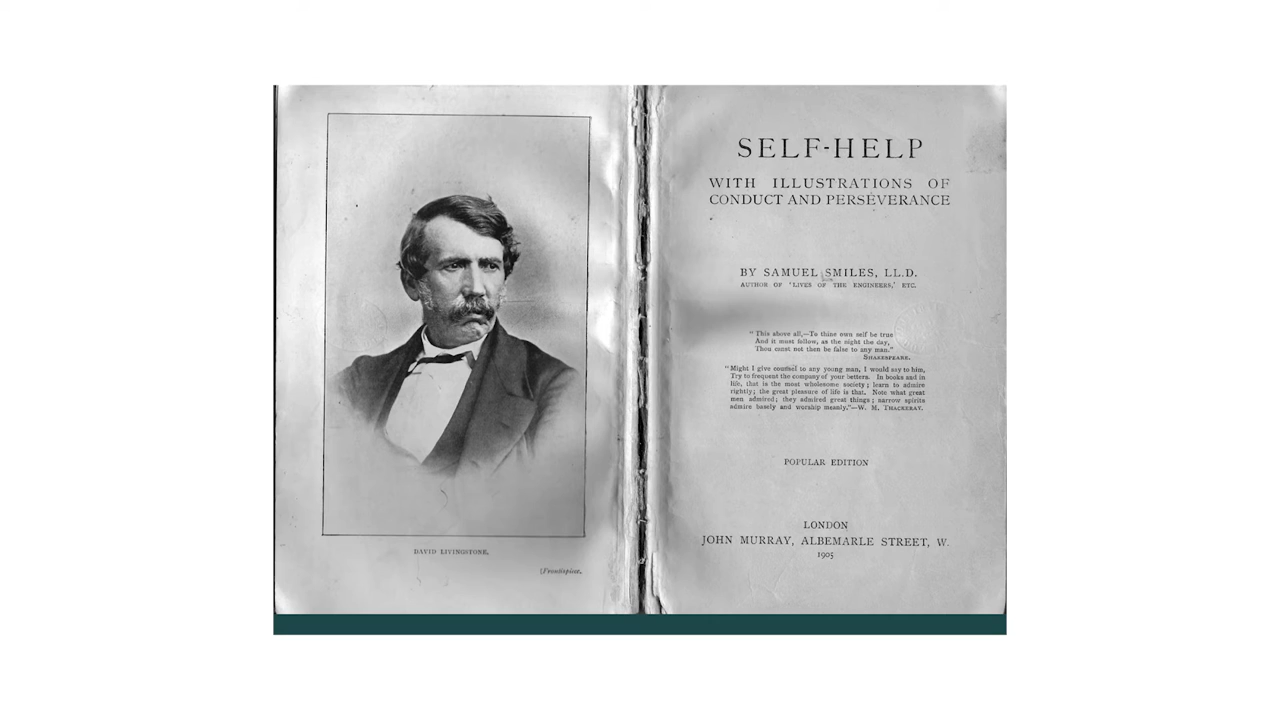 DAVID LIVINGSTONE.
[Frontispiece.
SELF-HELP
WITH ILLUSTRATIONS OF
CONDUCT AND PERSEVERANCE
BY SAMUEL SMILES, LL.D.
AUTHOR OF 'LIVES OF THE ENGINEERS,' ETC.
"This above all,—To thine own self be true
And it must follow, as the night the day,
Thou canst not then be false to any man."
SHAKESPEARE.
"Might I give counsel to any young man, I would say to him,
Try to frequent the company of your betters. In books and in
life, that is the most wholesome society; learn to admire
rightly; the great pleasure of life is that. Note what great
men admired; they admired great things; narrow spirits
admire basely and worship meanly."—W. M. THACKERAY.
POPULAR EDITION
LONDON
JOHN MURRAY, ALBEMARLE STREET, W.
1905